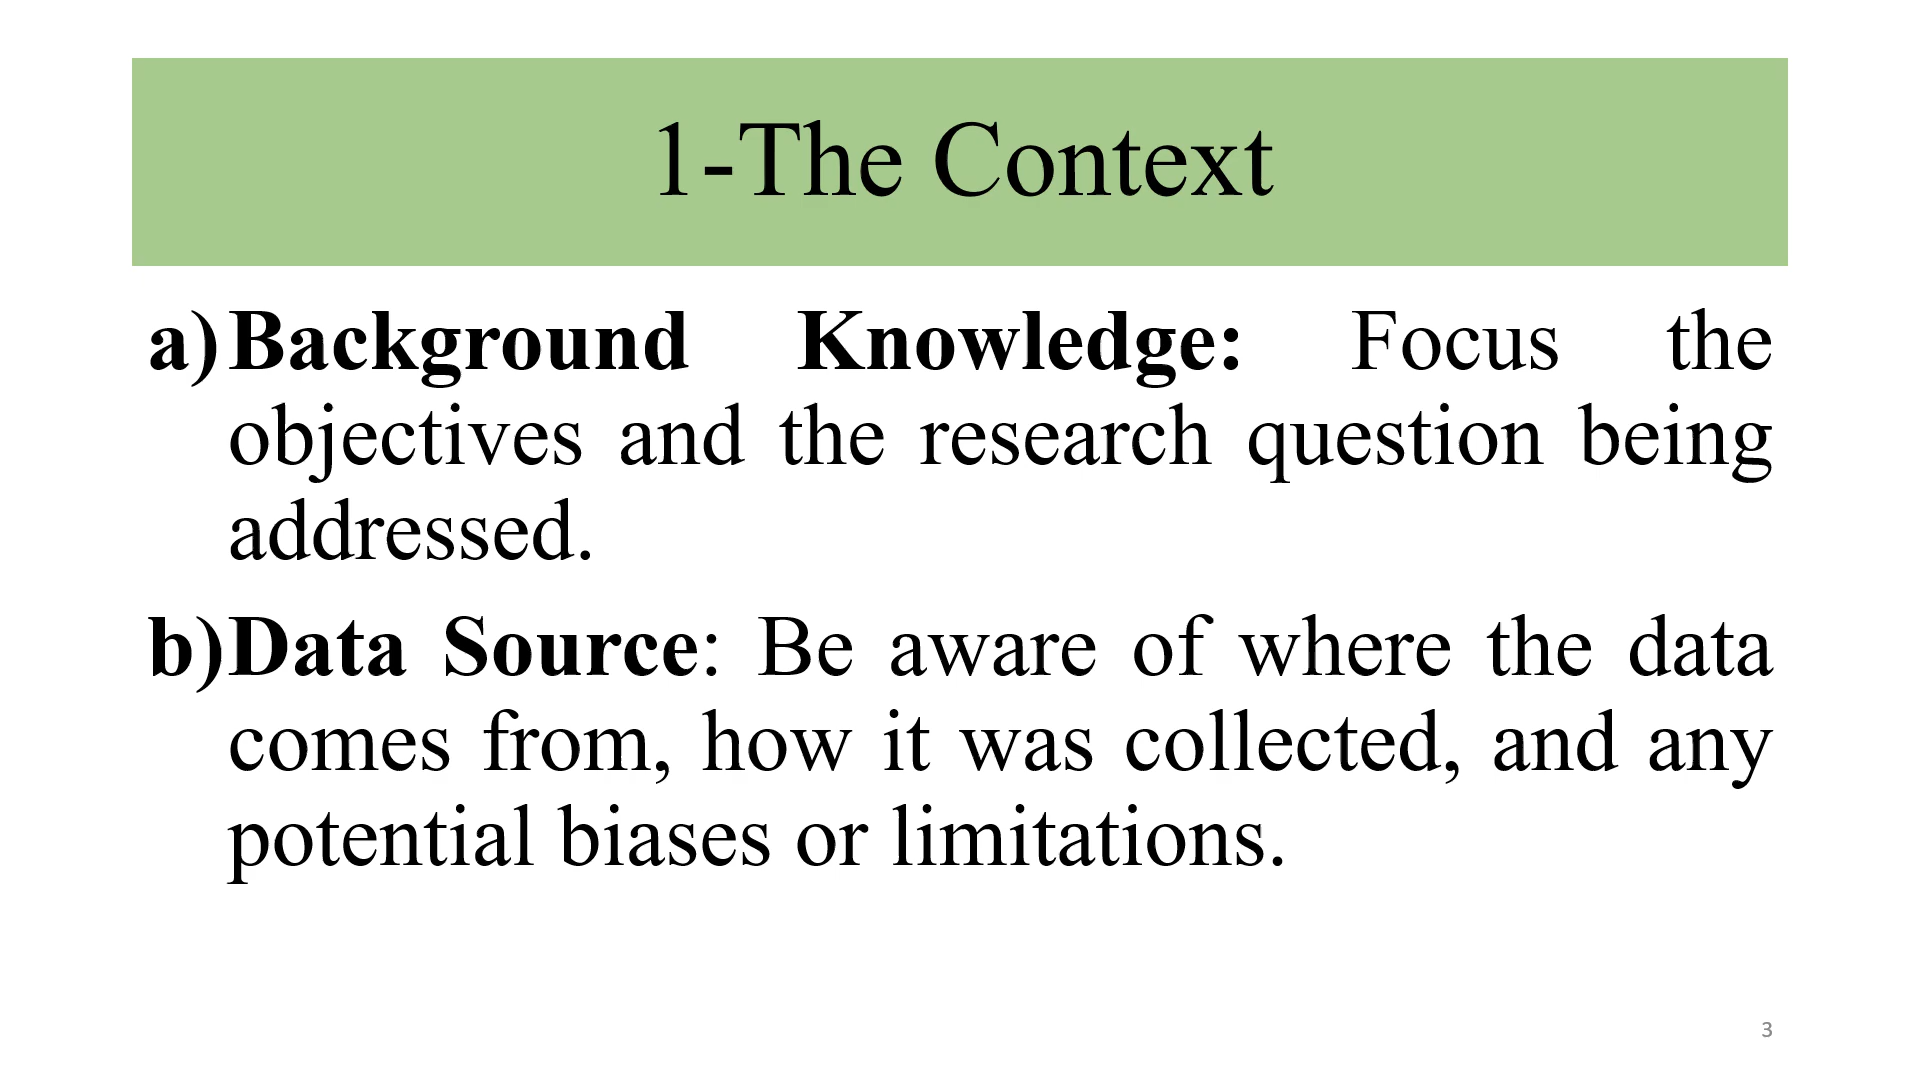 1-The Context
a) Background Knowledge: Focus the
objectives and the research question being
addressed.
b) Data Source: Be aware of where the data
comes from, how it was collected, and any
potential biases or limitations.
3